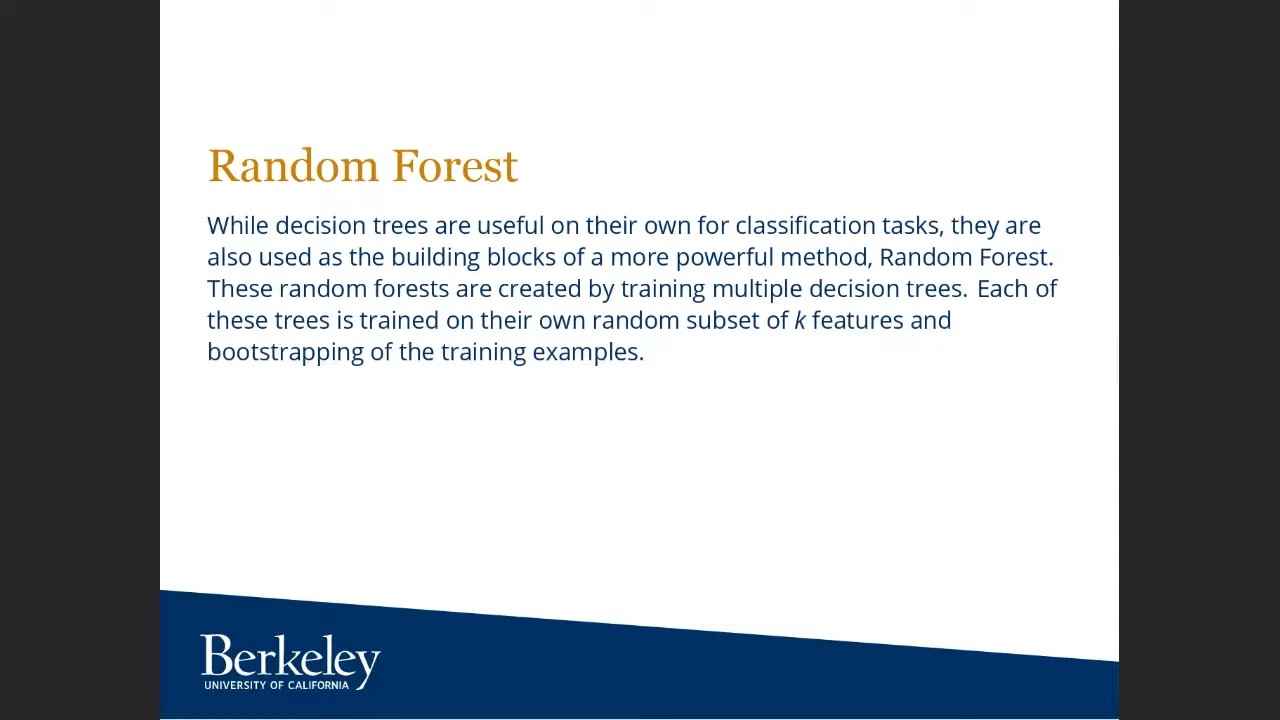 Random Forest
While decision trees are useful on their own for classification tasks, they are
also used as the building blocks of a more powerful method, Random Forest.
These random forests are created by training multiple decision trees. Each of
these trees is trained on their own random subset of k features and
bootstrapping of the training examples.
Berkeley
UNIVERSITY OF CALIFORNIA